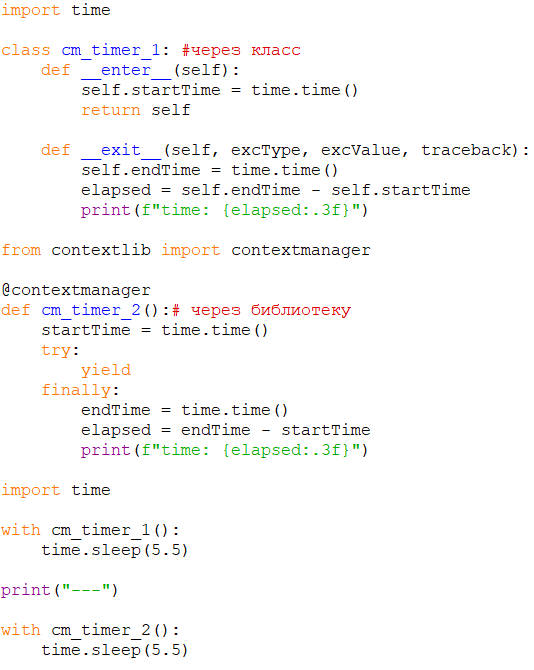 import time

class cm_timer_1: #через класс
    def __enter__(self):
        self.startTime = time.time()
        return self

    def __exit__(self, excType, excValue, traceback):
        self.endTime = time.time()
        elapsed = self.endTime - self.startTime
        print(f"time: {elapsed:.3f}")

from contextlib import contextmanager

@contextmanager
def cm_timer_2():# через библиотеку
    startTime = time.time()
    try:
        yield
    finally:
        endTime = time.time()
        elapsed = endTime - startTime
        print(f"time: {elapsed:.3f}")

import time

with cm_timer_1():
    time.sleep(5.5)

print("---")

with cm_timer_2():
    time.sleep(5.5)